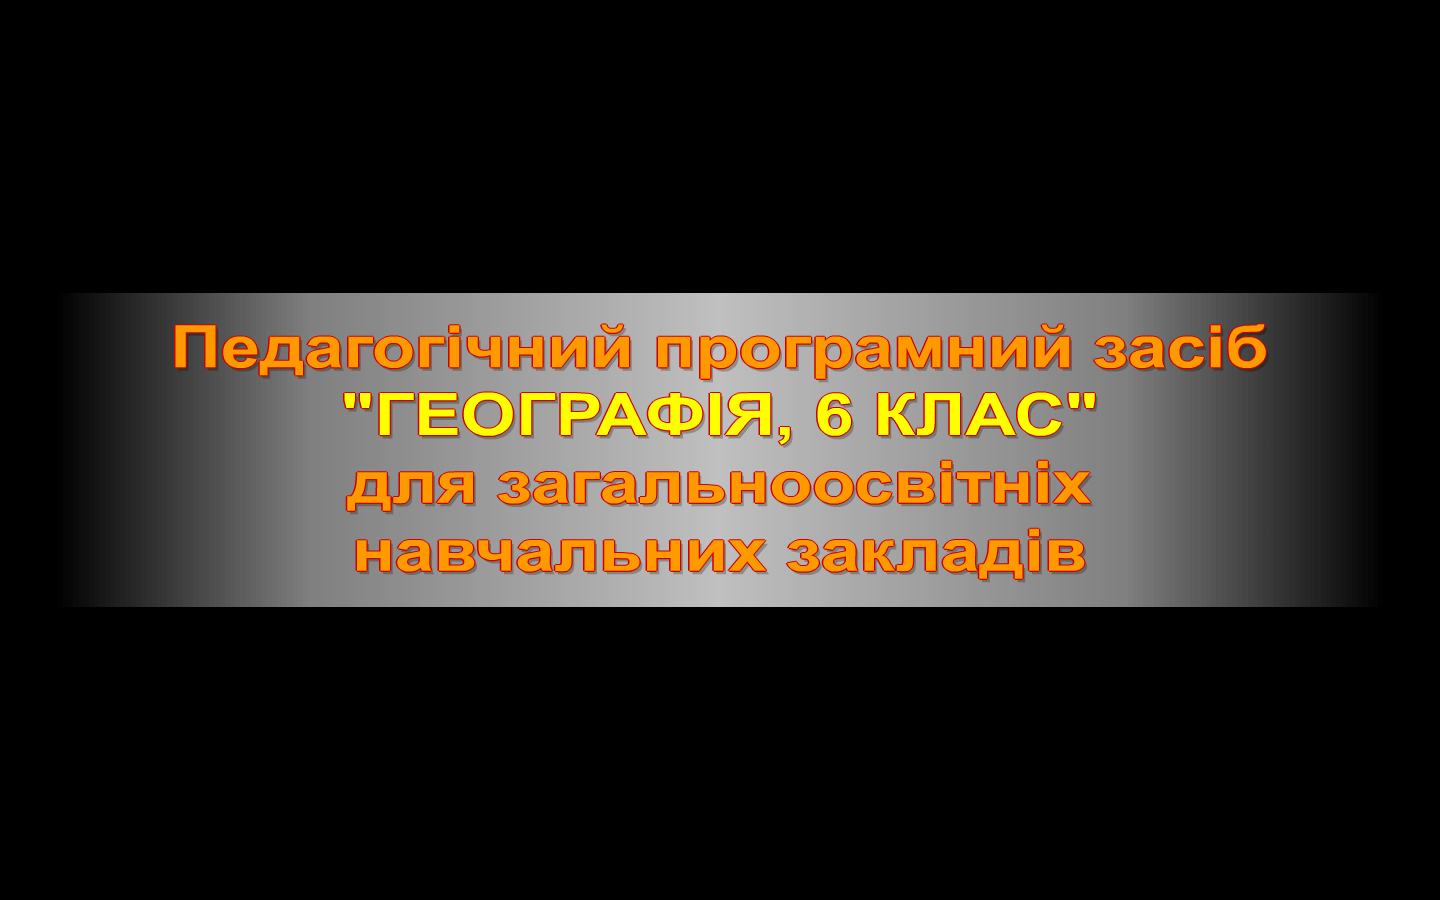 Педагогічний програмний засіб
"ГЕОГРАФІЯ, 6 КЛАС"
для загальноосвітніх
навчальних закладів